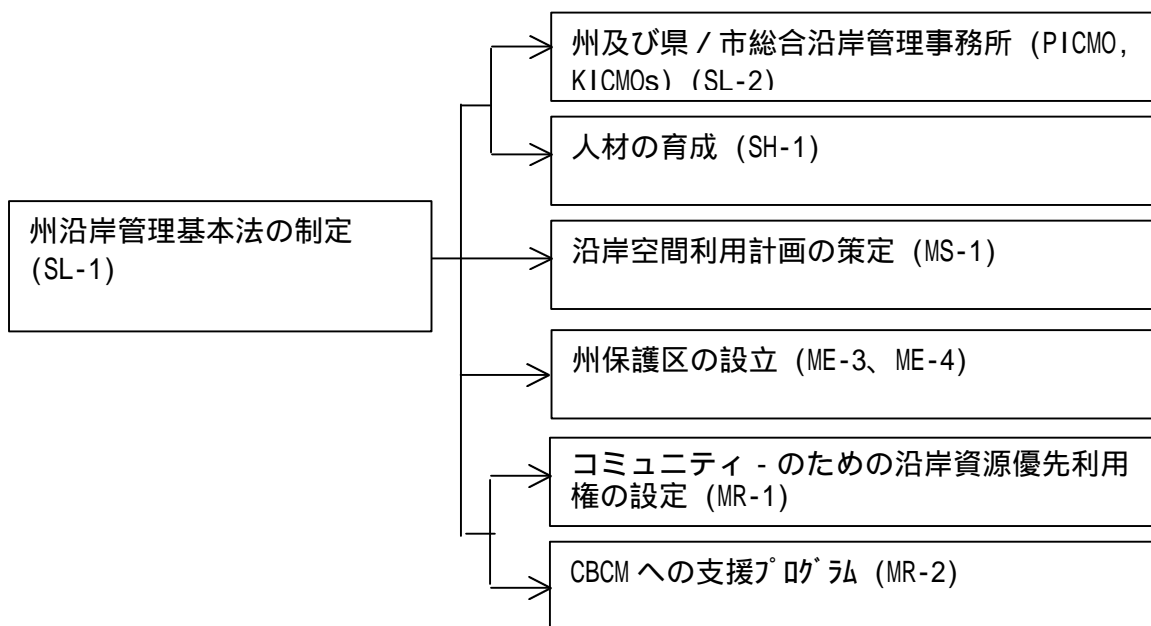 州及び県／市総合沿岸管理事務所 (PICMO,
KICMOs) (SL-2)
人材の育成 (SH-1)
州沿岸管理基本法の制定
(SL-1)
沿岸空間利用計画の策定 (MS-1)
州保護区の設立 (ME-3、ME-4)
コミュニティ - のための沿岸資源優先利用
権の設定 (MR-1)
CBCM への支援ﾌﾟﾛｸﾞﾗﾑ (MR-2)